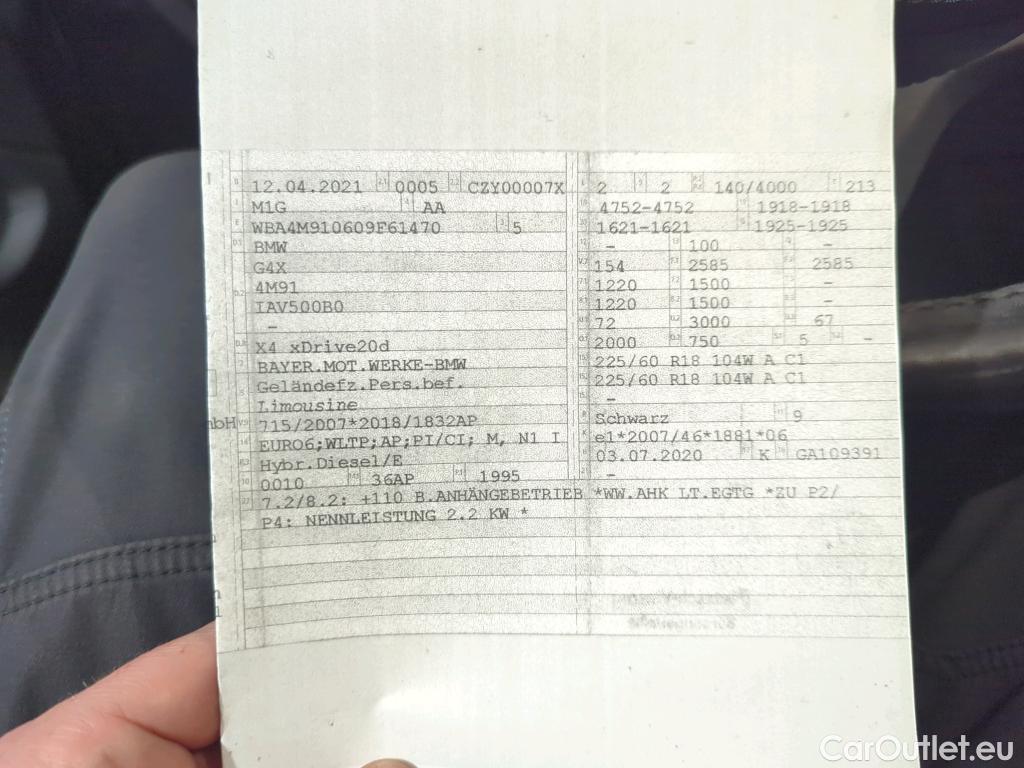 12.04.2021 0005 CZY00007X 2 2 140/4000 213
M1G AA 4752-4752 1918-1918
WBA4M910609F61470 5 1621-1621 1925-1925
BMW - 100 -
G4X 154 2585 2585
4M91 1220 1500 -
IAV500B0 1220 1500 -
- 72 3000 67
X4 xDrive20d 2000 750 5 -
BAYER.MOT.WERKE-BMW 225/60 R18 104W A C1
Geländefz.Pers.bef. 225/60 R18 104W A C1
Limousine -
mbH 715/2007*2018/1832AP Schwarz 9
EURO6;WLTP;AP;PI/CI; M, N1 I e1*2007/46*1881*06
Hybr.Diesel/E 03.07.2020 K GA109391
0010 36AP 1995 -
7.2/8.2: +110 B.ANHÄNGEBETRIEB *WW.AHK LT.EGTG *ZU P2/
P4: NENNLEISTUNG 2.2 KW *
CarOutlet.eu